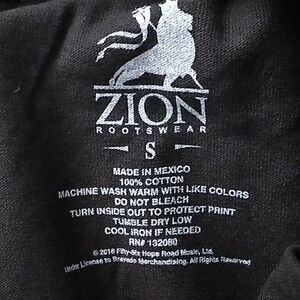 ZION
ROOTSWEAR
S
MADE IN MEXICO
100% COTTON
MACHINE WASH WARM WITH LIKE COLORS
DO NOT BLEACH
TURN INSIDE OUT TO PROTECT PRINT
TUMBLE DRY LOW
COOL IRON IF NEEDED
RN# 132080
© 2016 Fifty-Six Hope Road Music, Ltd.
Under License to Bravado Merchandising. All Rights Reserved